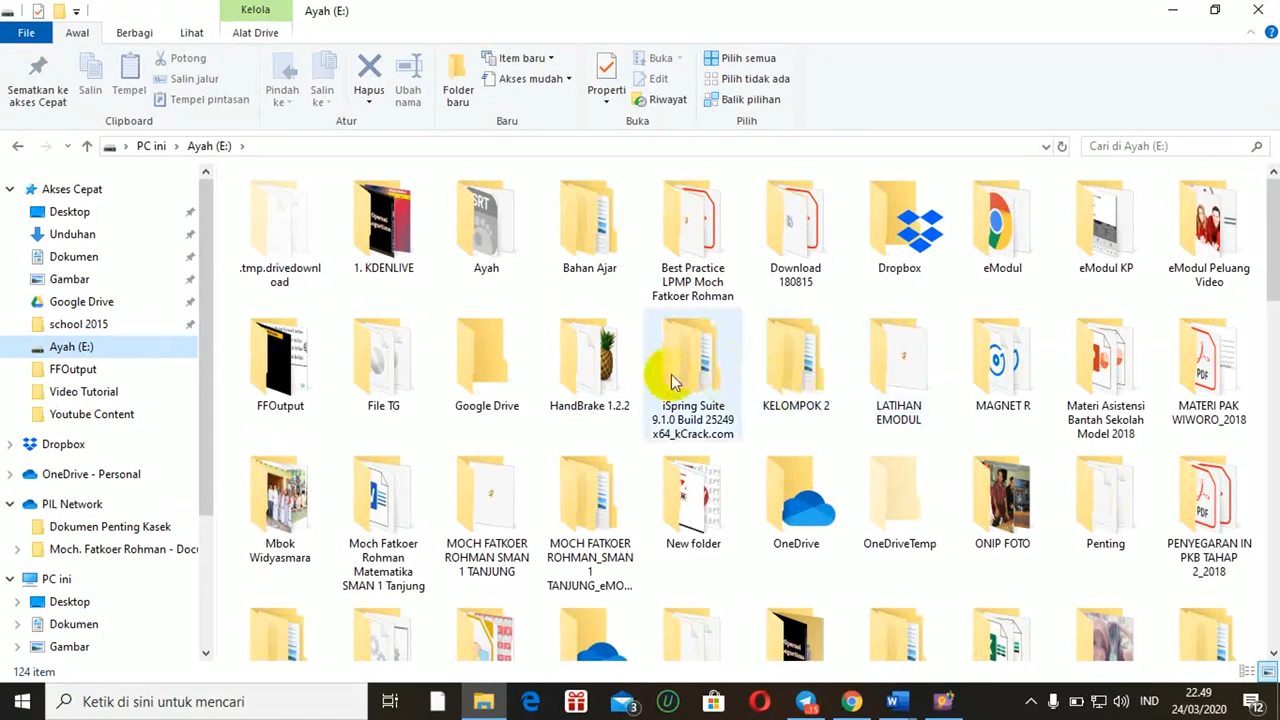 Kelola
Ayah (E:)
File
Awal
Berbagi
Lihat
Alat Drive
Sematkan ke
akses Cepat
Salin
Tempel
Potong
Salin jalur
Tempel pintasan
Clipboard
Pindah
ke
Salin
ke
Hapus
Ubah
nama
Atur
Folder
baru
Item baru
Akses mudah
Baru
Properti
Buka
Edit
Riwayat
Buka
Pilih semua
Pilih tidak ada
Balik pilihan
Pilih
PC ini
Ayah (E:)
Cari di Ayah (E:)
Akses Cepat
Desktop
Unduhan
Dokumen
Gambar
Google Drive
school 2015
Ayah (E:)
FFOutput
Video Tutorial
Youtube Content
Dropbox
OneDrive - Personal
PIL Network
Dokumen Penting Kasek
Moch. Fatkoer Rohman - Docu
PC ini
Desktop
Dokumen
Gambar
.tmp.drivedownl
oad
1. KDENLIVE
SRT
Ayah
Bahan Ajar
Best Practice
LPMP Moch
Fatkoer Rohman
Download
180815
Dropbox
eModul
eModul KP
eModul Peluang
Video
FFOutput
File TG
Google Drive
HandBrake 1.2.2
iSpring Suite
9.1.0 Build 25249
x64_kCrack.com
KELOMPOK 2
LATIHAN
EMODUL
MAGNET R
Materi Asistensi
Bantah Sekolah
Model 2018
PDF
MATERI PAK
WIWORO_2018
Mbok
Widyasmara
Moch Fatkoer
Rohman
Matematika
SMAN 1 Tanjung
MOCH FATKOER
ROHMAN SMAN
1 TANJUNG
MOCH FATKOER
ROHMAN_SMAN
1
TANJUNG_eMO...
New folder
OneDrive
OneDriveTemp
ONIP FOTO
Penting
PDF
PENYEGARAN IN
PKB TAHAP
2_2018
124 item
Ketik di sini untuk mencari
3
15
IND
22.49
24/03/2020
12